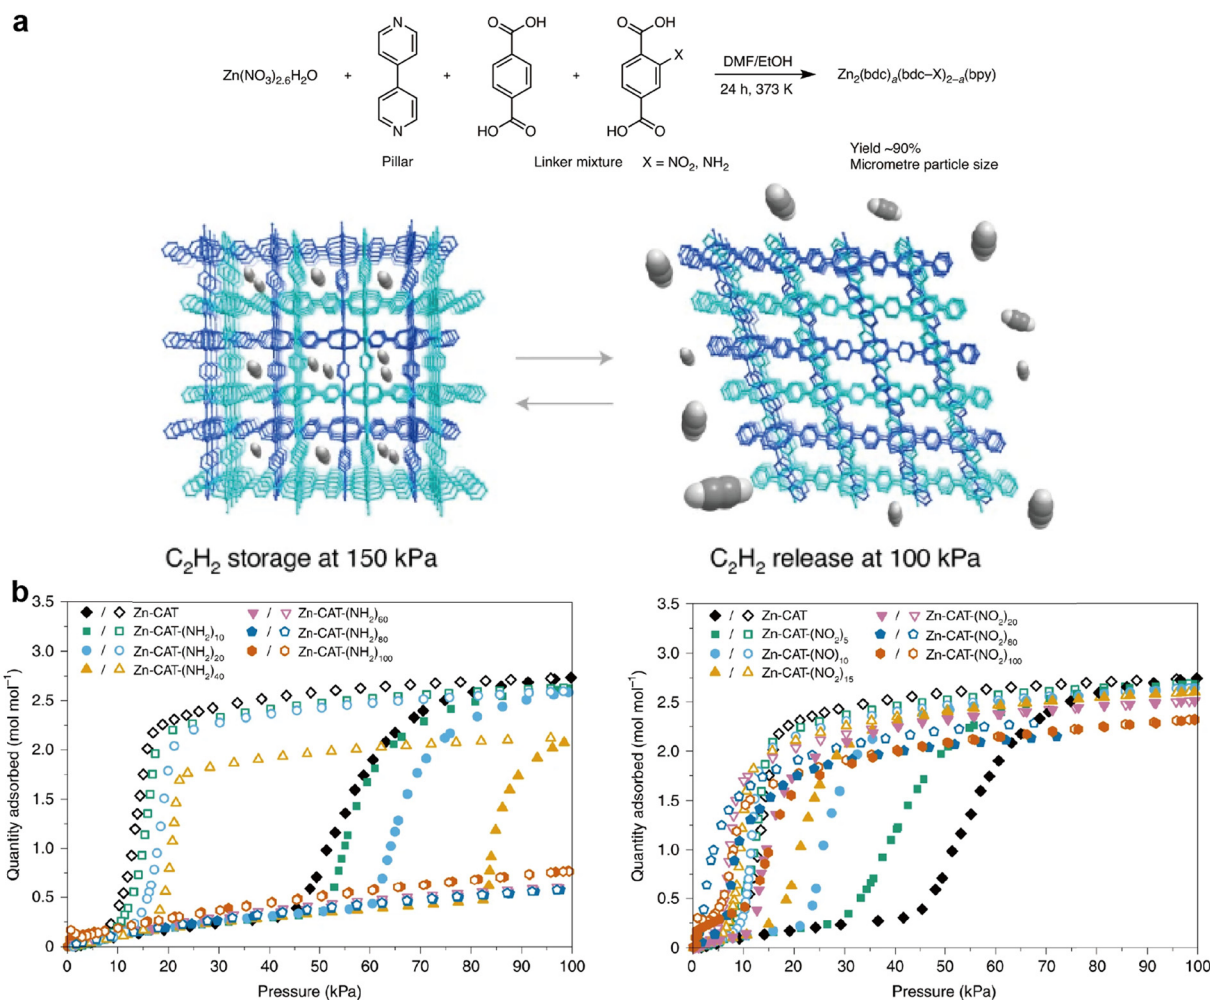 a
Zn(NO3)2.6H2O
+
N
N
Pillar
+
O
OH
HO
O
+
O
OH
X
HO
O
Linker mixture
X = NO2, NH2
DMF/EtOH
24 h, 373 K
Zn2(bdc)a(bdc–X)2–a(bpy)
Yield ~90%
Micrometre particle size
C2H2 storage at 150 kPa
C2H2 release at 100 kPa
b
Quantity adsorbed (mol mol−1)
3.5
3.0
2.5
2.0
1.5
1.0
0.5
0
/ Zn-CAT
/ Zn-CAT-(NH2)10
/ Zn-CAT-(NH2)20
/ Zn-CAT-(NH2)40
/ Zn-CAT-(NH2)60
/ Zn-CAT-(NH2)80
/ Zn-CAT-(NH2)100
0 10 20 30 40 50 60 70 80 90 100
Pressure (kPa)
Quantity adsorbed (mol mol−1)
3.5
3.0
2.5
2.0
1.5
1.0
0.5
0
/ Zn-CAT
/ Zn-CAT-(NO2)5
/ Zn-CAT-(NO)10
/ Zn-CAT-(NO2)15
/ Zn-CAT-(NO2)20
/ Zn-CAT-(NO2)60
/ Zn-CAT-(NO2)100
0 10 20 30 40 50 60 70 80 90 100
Pressure (kPa)